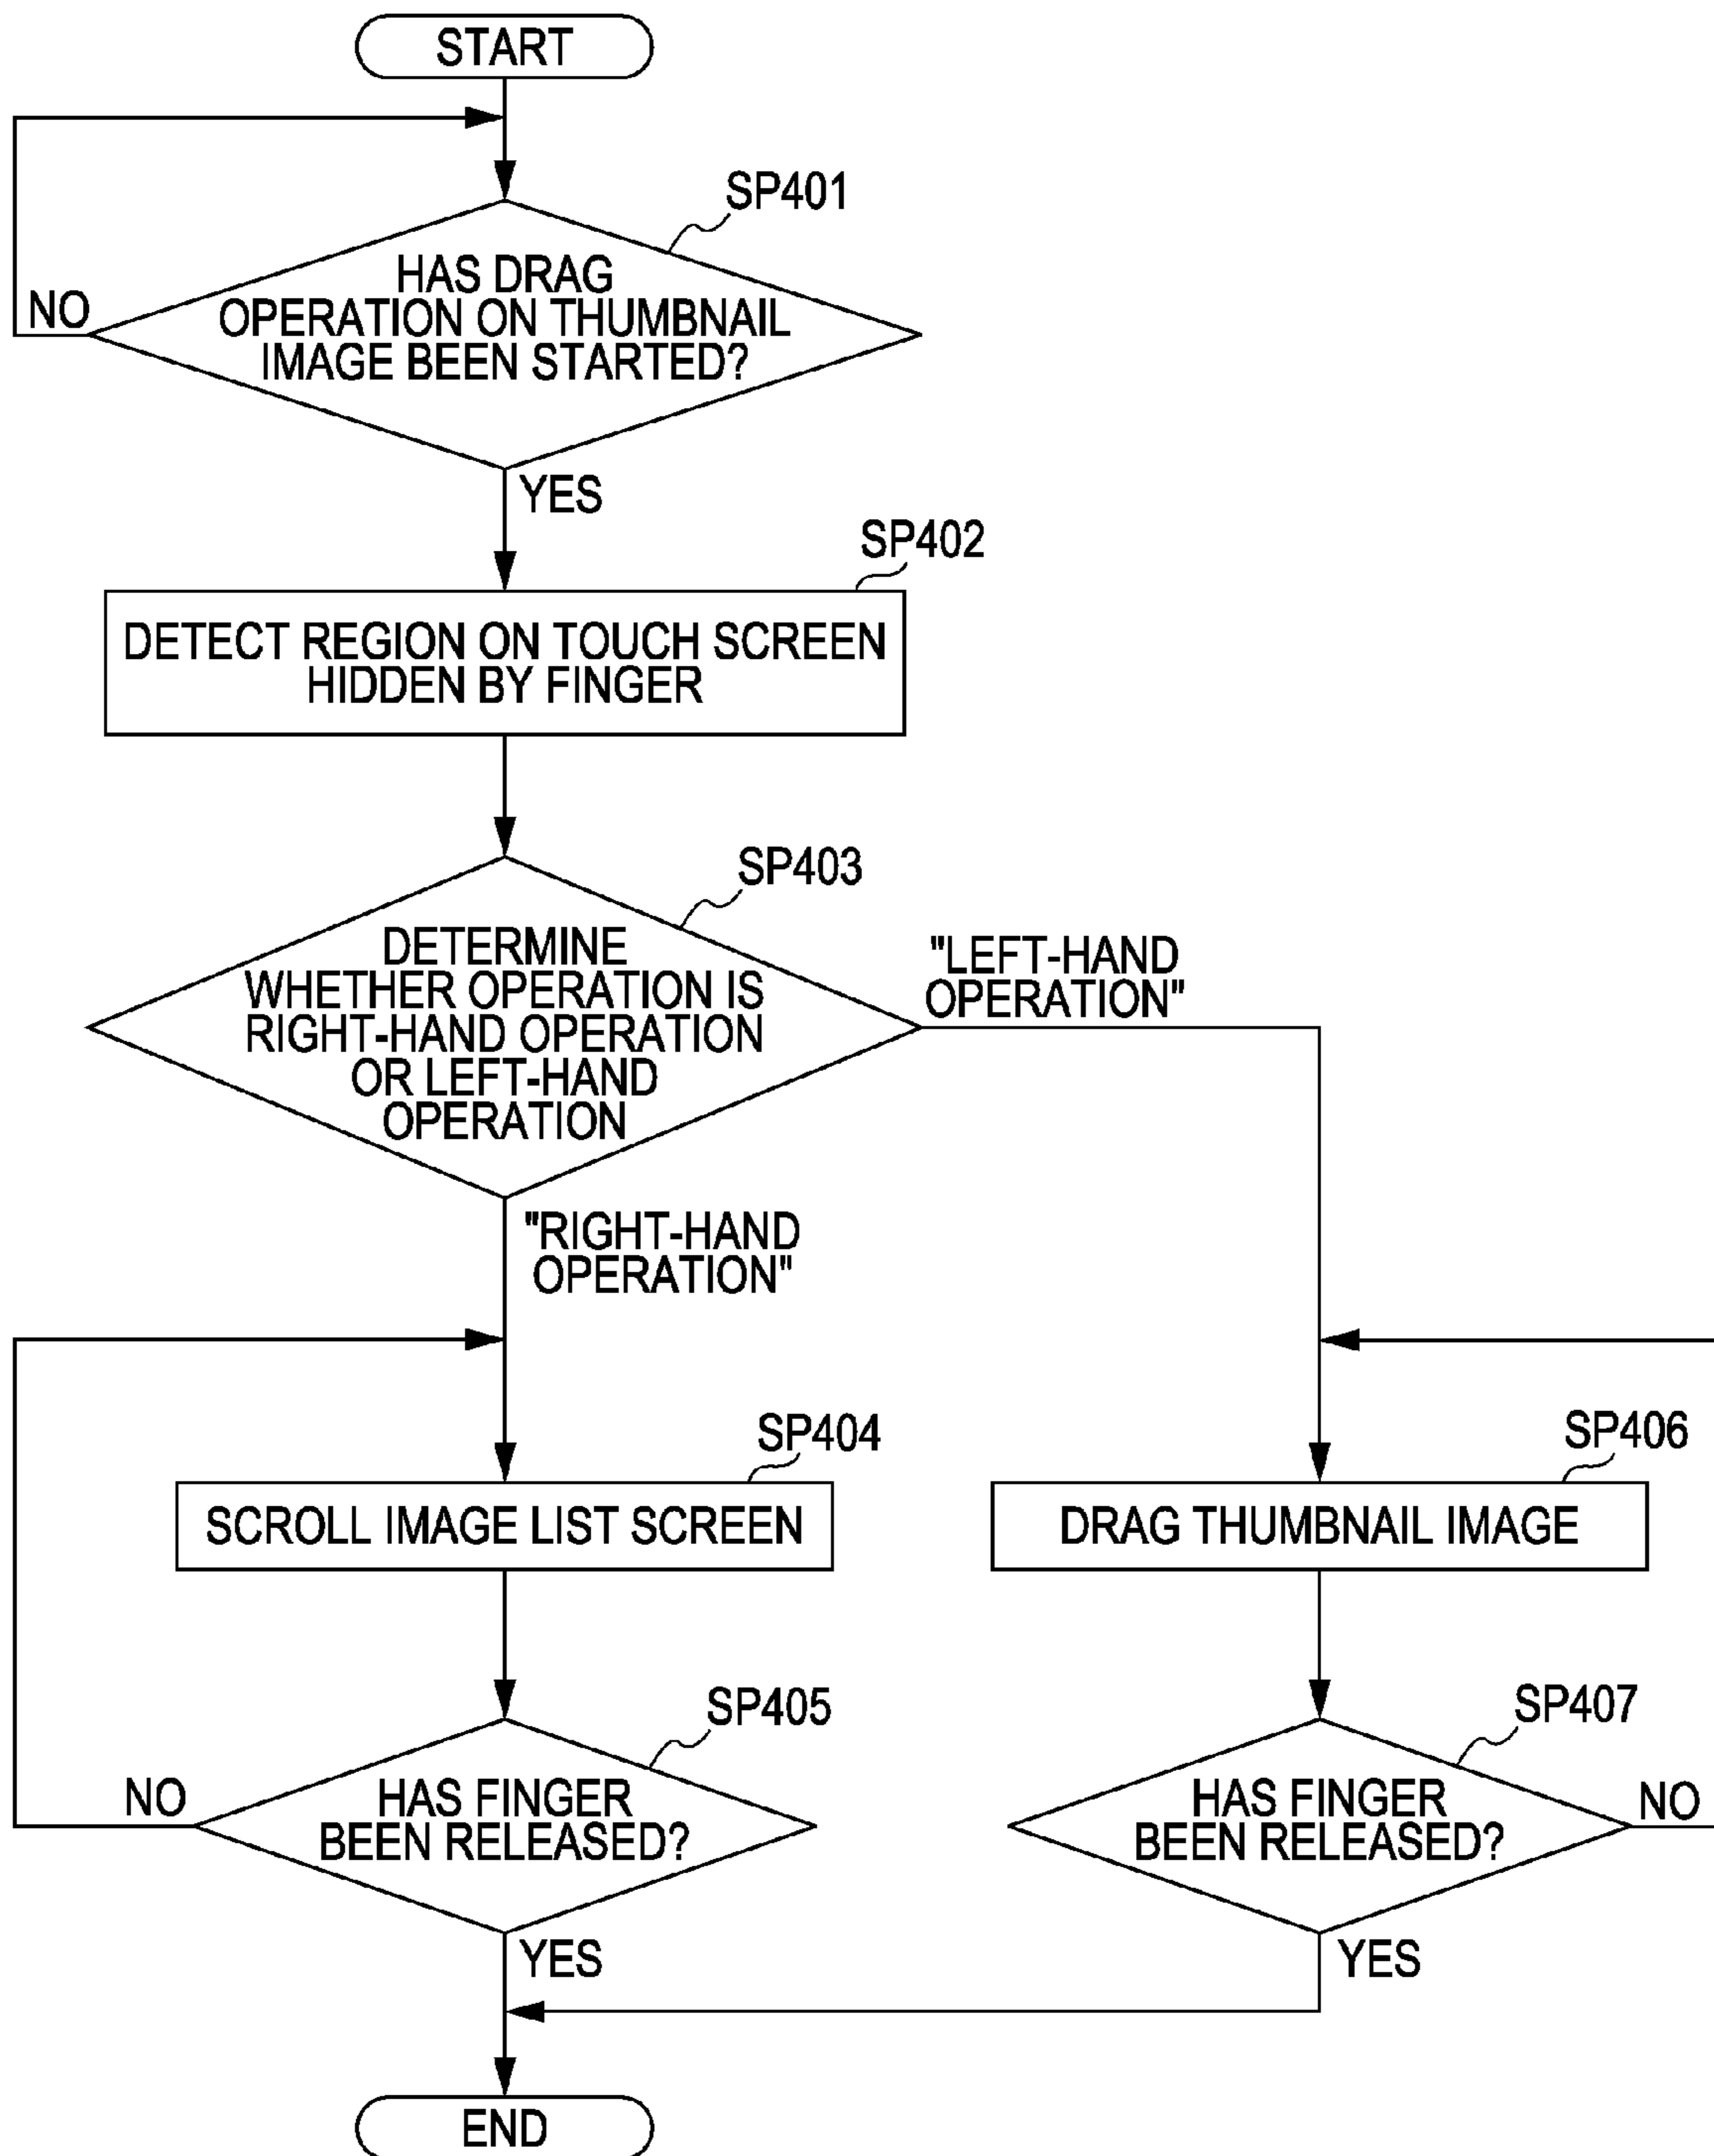 START
SP401
HAS DRAG
OPERATION ON THUMBNAIL
IMAGE BEEN STARTED?
NO
YES
SP402
DETECT REGION ON TOUCH SCREEN
HIDDEN BY FINGER
SP403
DETERMINE
WHETHER OPERATION IS
RIGHT-HAND OPERATION
OR LEFT-HAND
OPERATION
"LEFT-HAND
OPERATION"
"RIGHT-HAND
OPERATION"
SP404
SCROLL IMAGE LIST SCREEN
SP406
DRAG THUMBNAIL IMAGE
SP405
HAS FINGER
BEEN RELEASED?
NO
YES
SP407
HAS FINGER
BEEN RELEASED?
NO
YES
END